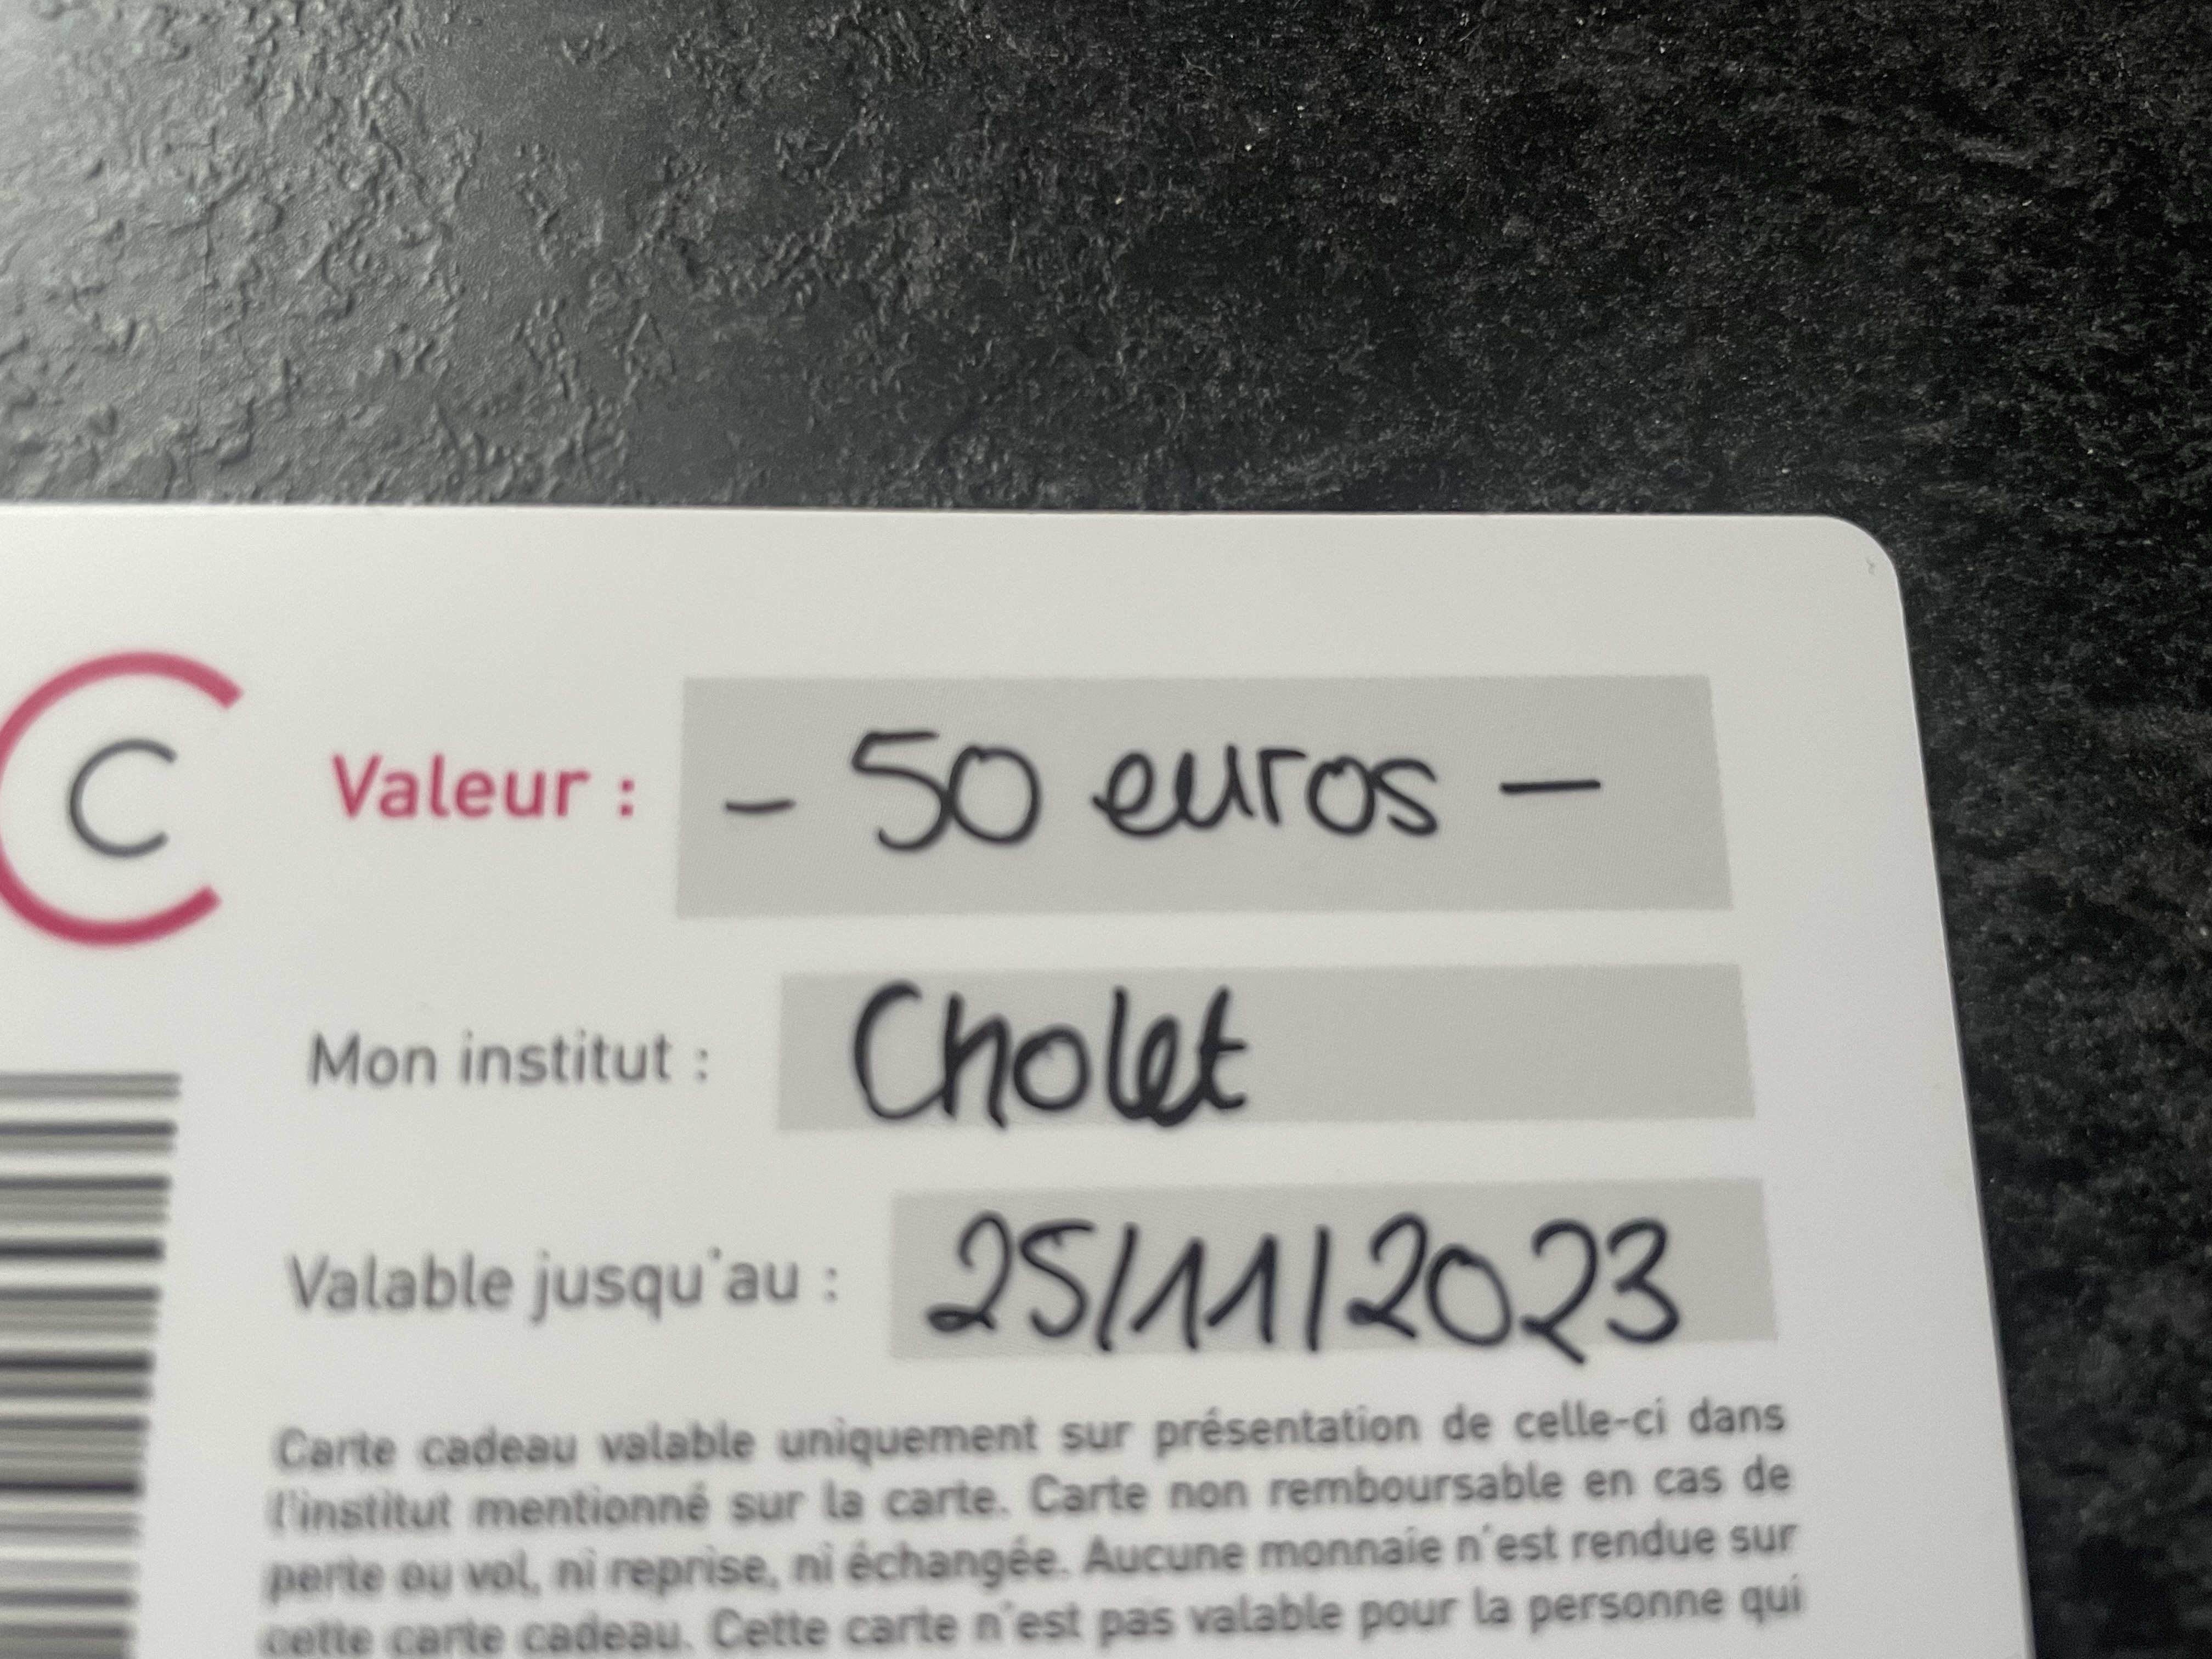 C
Valeur : - 50 euros -
Mon institut : Cholet
Valable jusqu'au : 25/11/2023
Carte cadeau valable uniquement sur présentation de celle-ci dans
l'institut mentionné sur la carte. Carte non remboursable en cas de
perte ou vol, ni reprise, ni échangée. Aucune monnaie n'est rendue sur
cette carte cadeau. Cette carte n'est pas valable pour la personne qui